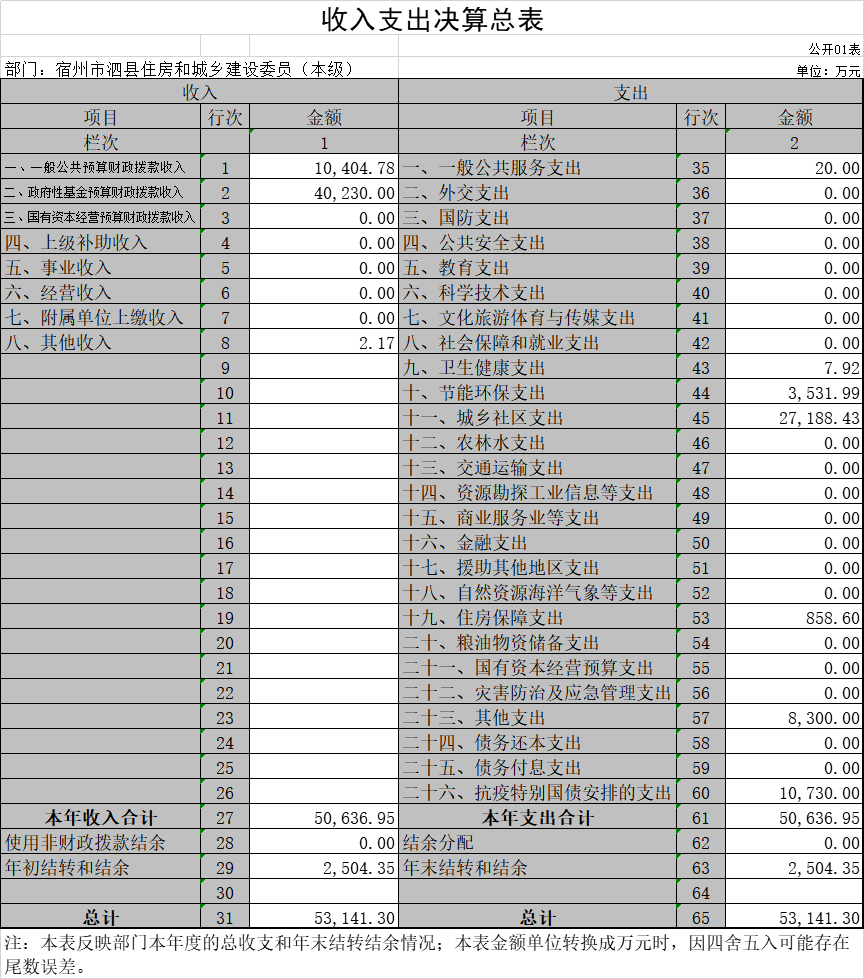 收入支出决算总表
公开01表
部门：宿州市泗县住房和城乡建设委员（本级） 单位：万元
收入 支出
项目 行次 金额 项目 行次 金额
栏次 1 栏次 2
一、一般公共预算财政拨款收入 1 10,404.78 一、一般公共服务支出 35 20.00
二、政府性基金预算财政拨款收入 2 40,230.00 二、外交支出 36 0.00
三、国有资本经营预算财政拨款收入 3 0.00 三、国防支出 37 0.00
四、上级补助收入 4 0.00 四、公共安全支出 38 0.00
五、事业收入 5 0.00 五、教育支出 39 0.00
六、经营收入 6 0.00 六、科学技术支出 40 0.00
七、附属单位上缴收入 7 0.00 七、文化旅游体育与传媒支出 41 0.00
八、其他收入 8 2.17 八、社会保障和就业支出 42 0.00
9 九、卫生健康支出 43 7.92
10 十、节能环保支出 44 3,531.99
11 十一、城乡社区支出 45 27,188.43
12 十二、农林水支出 46 0.00
13 十三、交通运输支出 47 0.00
14 十四、资源勘探工业信息等支出 48 0.00
15 十五、商业服务业等支出 49 0.00
16 十六、金融支出 50 0.00
17 十七、援助其他地区支出 51 0.00
18 十八、自然资源海洋气象等支出 52 0.00
19 十九、住房保障支出 53 858.60
20 二十、粮油物资储备支出 54 0.00
21 二十一、国有资本经营预算支出 55 0.00
22 二十二、灾害防治及应急管理支出 56 0.00
23 二十三、其他支出 57 8,300.00
24 二十四、债务还本支出 58 0.00
25 二十五、债务付息支出 59 0.00
26 二十六、抗疫特别国债安排的支出 60 10,730.00
本年收入合计 27 50,636.95 本年支出合计 61 50,636.95
使用非财政拨款结余 28 0.00 结余分配 62 0.00
年初结转和结余 29 2,504.35 年末结转和结余 63 2,504.35
30 64
总计 31 53,141.30 总计 65 53,141.30
注：本表反映部门本年度的总收支和年末结转结余情况；本表金额单位转换成万元时，因四舍五入可能存在
尾数误差。